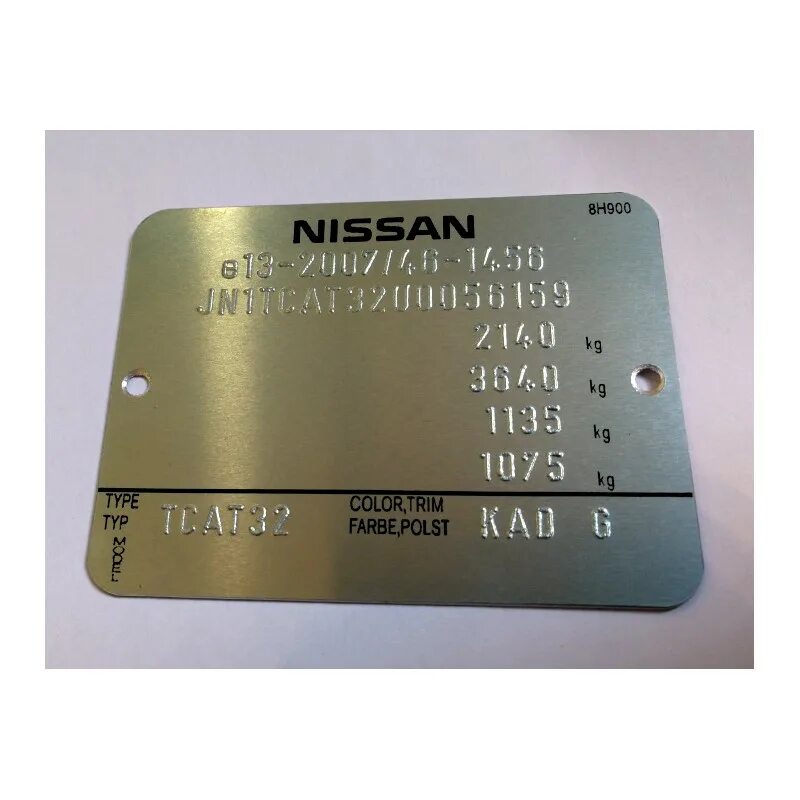 NISSAN
8H900
e13-2007/46-1456
JN1TCAT32U0056159
2140 kg
3640 kg
1135 kg
1075 kg
TYPE
TYP
MODEL
TCAT32
COLOR,TRIM
FARBE,POLST
KAD G